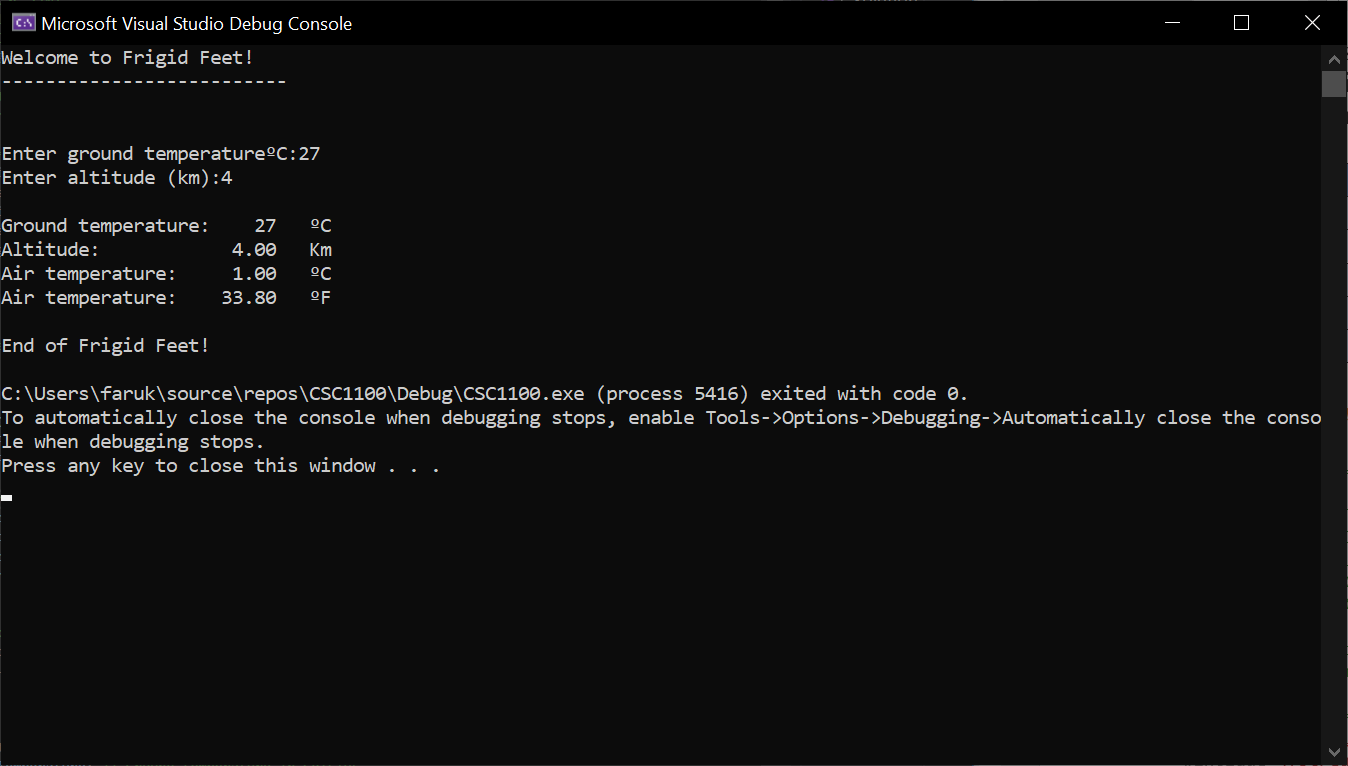 Microsoft Visual Studio Debug Console
Welcome to Frigid Feet!
--------------------------
Enter ground temperatureºC:27
Enter altitude (km):4
Ground temperature:    27   ºC
Altitude:            4.00   Km
Air temperature:     1.00   ºC
Air temperature:    33.80   ºF
End of Frigid Feet!
C:\Users\faruk\source\repos\CSC1100\Debug\CSC1100.exe (process 5416) exited with code 0.
To automatically close the console when debugging stops, enable Tools->Options->Debugging->Automatically close the conso
le when debugging stops.
Press any key to close this window . . .